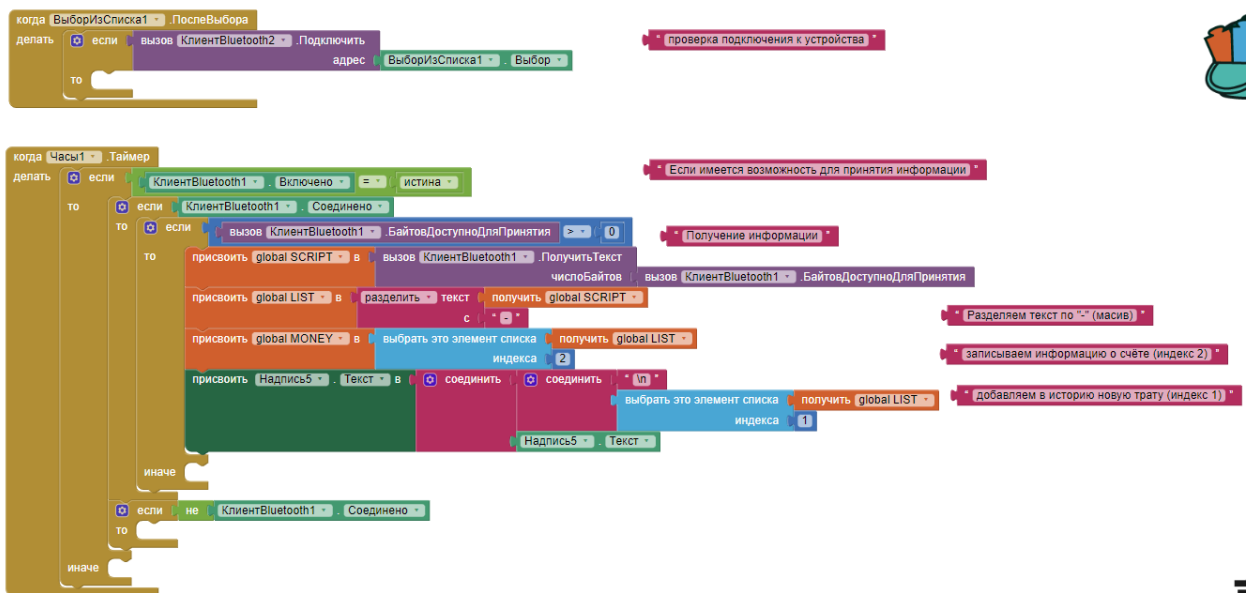 когда ВыборИзСписка1 .ПослеВыбора
делать если вызов КлиентBluetooth2 .Подключить
адрес ВыборИзСписка1 . Выбор
то
" проверка подключения к устройства "
когда Часы1 .Таймер
делать если КлиентBluetooth1 . Включено = истина
" Если имеется возможность для принятия информации "
то если КлиентBluetooth1 . Соединено
то если вызов КлиентBluetooth1 .БайтовДоступноДляПринятия > 0
" Получение информации "
то присвоить global SCRIPT в вызов КлиентBluetooth1 .ПолучитьТекст
числоБайтов вызов КлиентBluetooth1 .БайтовДоступноДляПринятия
присвоить global LIST в разделить текст получить global SCRIPT
с " - "
" Разделяем текст по "-" (масив) "
присвоить global MONEY в выбрать это элемент списка получить global LIST
индекса 2
" записываем информацию о счёте (индекс 2) "
присвоить Надпись5 . Текст в соединить соединить " \n "
выбрать это элемент списка получить global LIST
индекса 1
" добавляем в историю новую трату (индекс 1) "
Надпись5 . Текст
иначе
если не КлиентBluetooth1 . Соединено
то
иначе